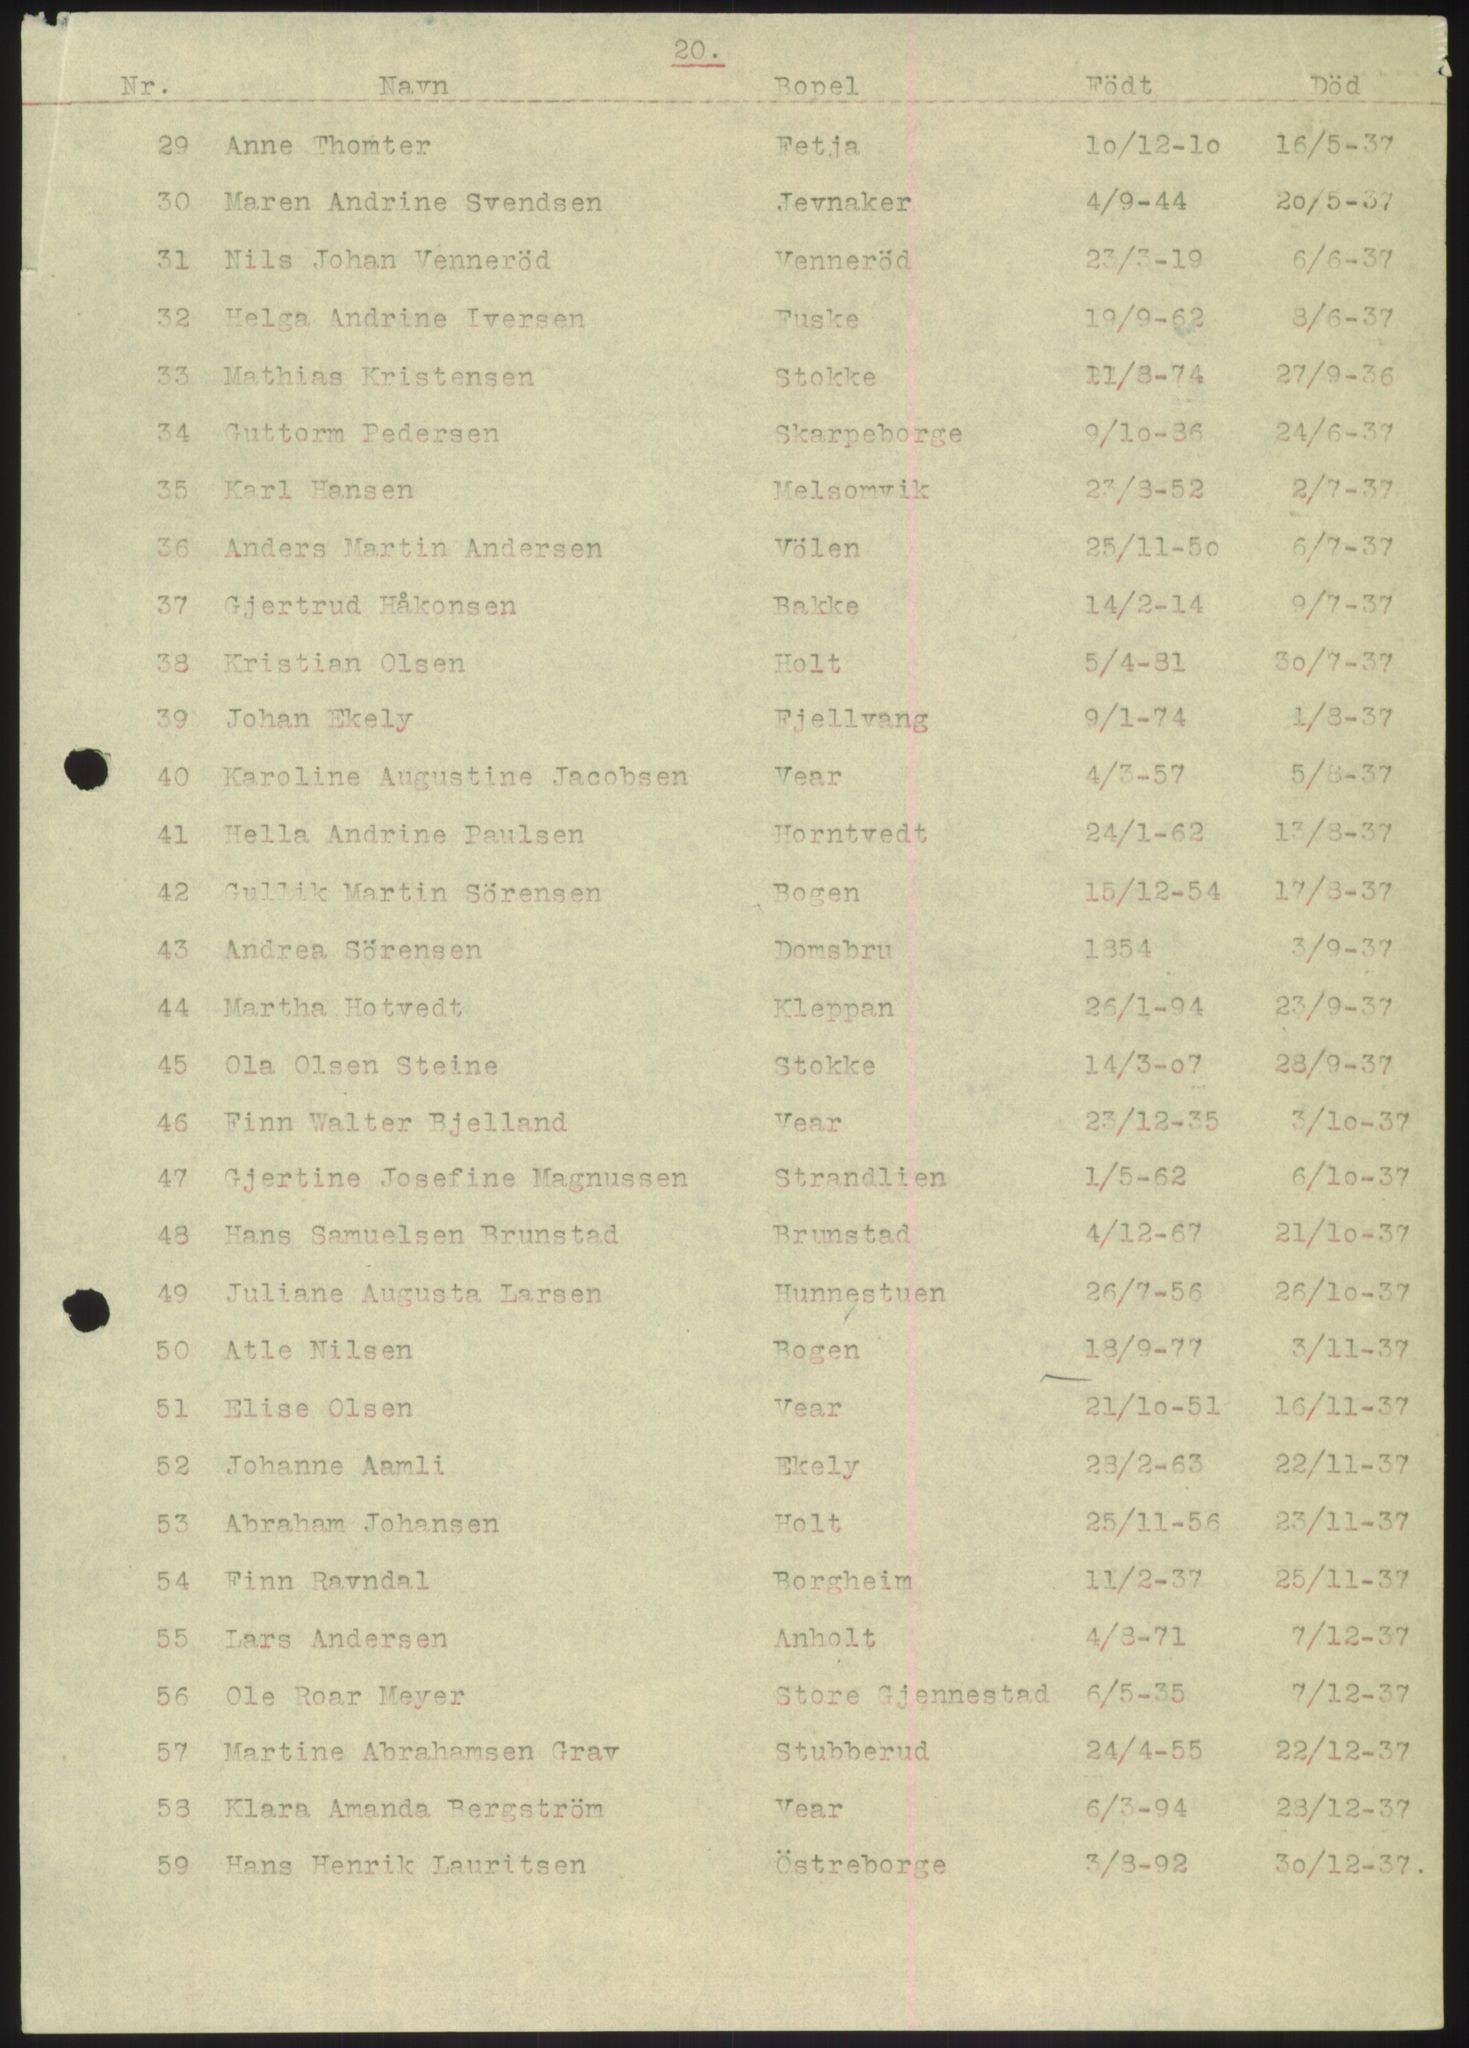 20.
Nr. Navn Bopel Födt Död
29 Anne Thomter Fetja 1o/12-1o 16/5-37
30 Maren Andrine Svendsen Jevnaker 4/9-44 2o/5-37
31 Nils Johan Venneröd Venneröd 23/3-19 6/6-37
32 Helga Andrine Iversen Fuske 19/9-62 8/6-37
33 Mathias Kristensen Stokke 11/8-74 27/9-36
34 Guttorm Pedersen Skarpeborge 9/1o-86 24/6-37
35 Karl Hansen Melsomvik 23/8-52 2/7-37
36 Anders Martin Andersen Völen 25/11-5o 6/7-37
37 Gjertrud Håkonsen Bakke 14/2-14 9/7-37
38 Kristian Olsen Holt 5/4-81 3o/7-37
39 Johan Ekely Fjellvang 9/1-74 1/8-37
40 Karoline Augustine Jacobsen Vear 4/3-57 5/8-37
41 Hella Andrine Paulsen Horntvedt 24/1-62 13/8-37
42 Gullik Martin Sörensen Bogen 15/12-54 17/8-37
43 Andrea Sörensen Domsbru 1854 3/9-37
44 Martha Hotvedt Kleppan 26/1-94 23/9-37
45 Ola Olsen Steine Stokke 14/3-o7 28/9-37
46 Finn Walter Bjelland Vear 23/12-35 3/1o-37
47 Gjertine Josefine Magnussen Strandlien 1/5-62 6/1o-37
48 Hans Samuelsen Brunstad Brunstad 4/12-67 21/1o-37
49 Juliane Augusta Larsen Hunnestuen 26/7-56 26/1o-37
50 Atle Nilsen Bogen 18/9-77 3/11-37
51 Elise Olsen Vear 21/1o-51 16/11-37
52 Johanne Aamli Ekely 28/2-63 22/11-37
53 Abraham Johansen Holt 25/11-56 23/11-37
54 Finn Ravndal Borgheim 11/2-37 25/11-37
55 Lars Andersen Anholt 4/8-71 7/12-37
56 Ole Roar Meyer Store Gjennestad 6/5-35 7/12-37
57 Martine Abrahamsen Grav Stubberud 24/4-55 22/12-37
58 Klara Amanda Bergström Vear 6/3-94 28/12-37
59 Hans Henrik Lauritsen Östreborge 3/8-92 3o/12-37.